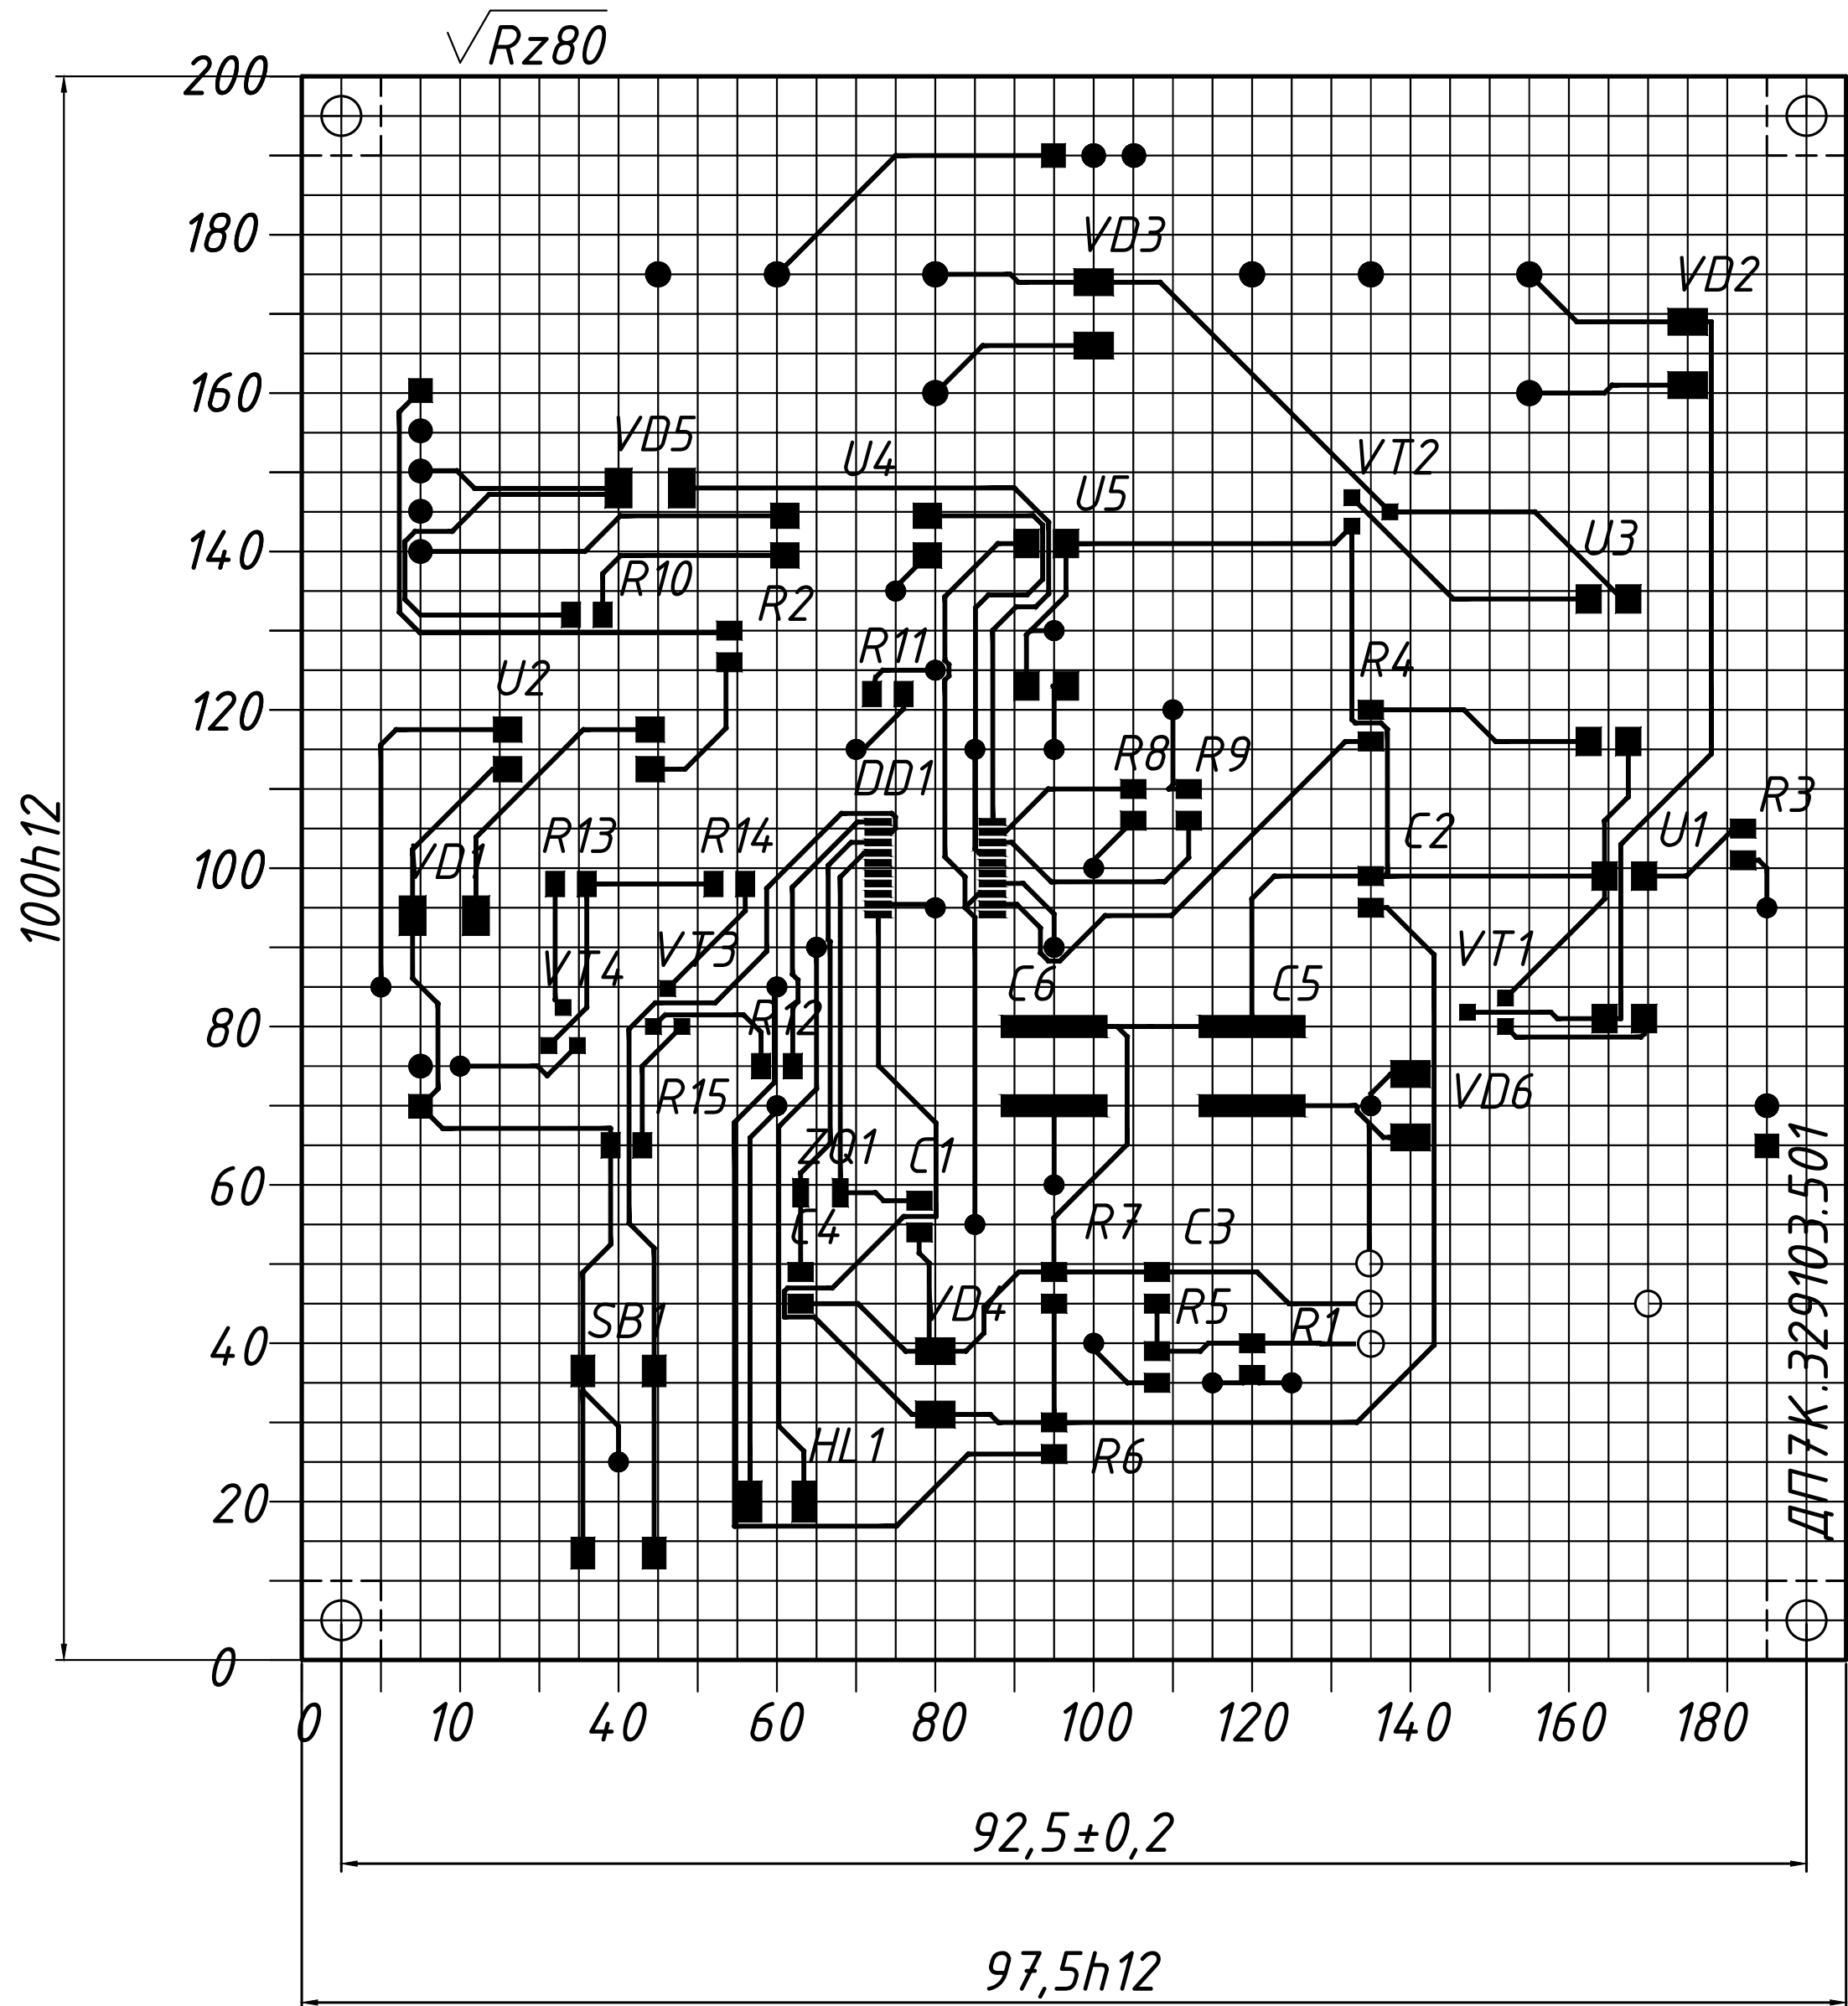 √Rz80
200
180
160
140
120
100
80
60
40
20
0
100h12
VD3
VD2
VD5
U4
VT2
U5
U3
R10
R2
R11
R4
U2
R8
R9
DD1
R3
R13
R14
C2
U1
VD1
VT4
VT3
VT1
C6
C5
R12
R15
VD6
ZQ1
C1
C4
R7
C3
VD4
R5
R1
SB1
HL1
R6
ДП7К.329103.501
0
10
40
60
80
100
120
140
160
180
92,5±0,2
97,5h12